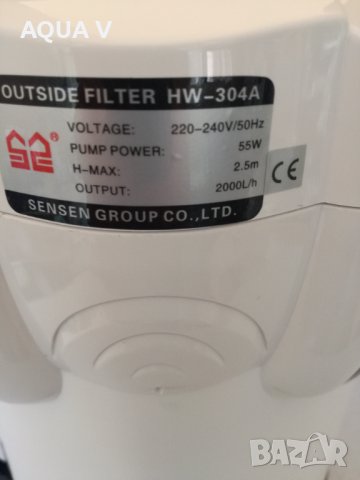 AQUA V
OUTSIDE FILTER HW-304A
VOLTAGE: 220-240V/50Hz
PUMP POWER: 55W
H-MAX: 2.5m
OUTPUT: 2000L/h
SENSEN GROUP CO.,LTD.
CE
BAZAR